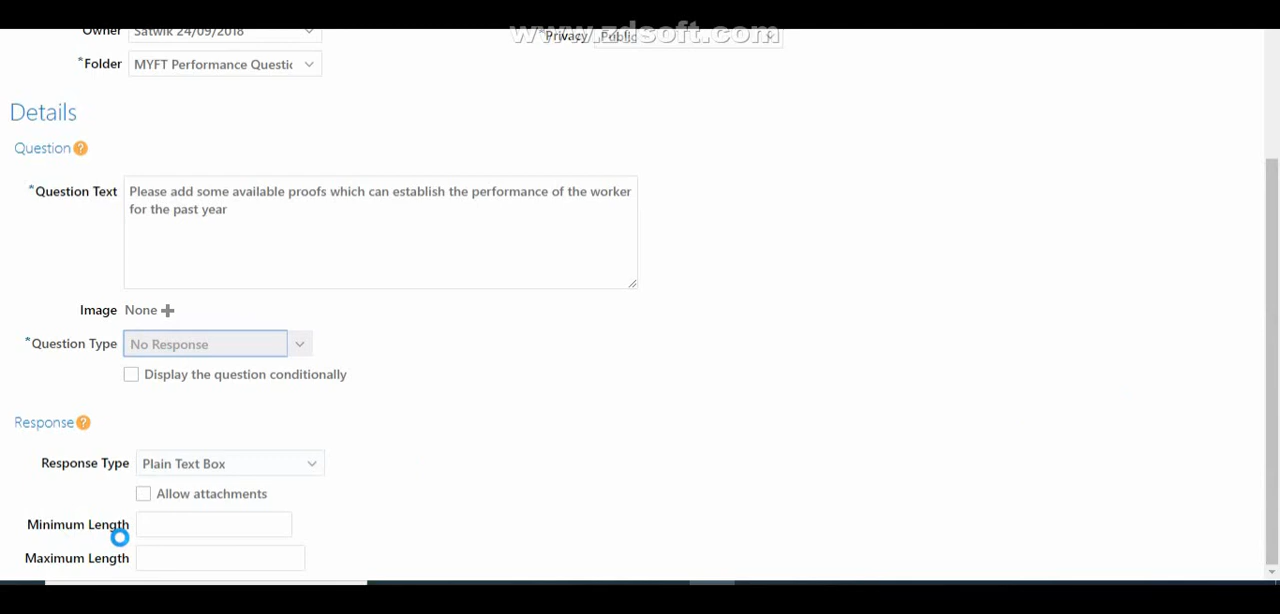 www.zdsoft.com
Owner Satwik 24/09/2018
*Privacy Public
*Folder MYFT Performance Questic
Details
Question ?
*Question Text Please add some available proofs which can establish the performance of the worker
for the past year
Image None
*Question Type No Response
Display the question conditionally
Response ?
Response Type Plain Text Box
Allow attachments
Minimum Length
Maximum Length